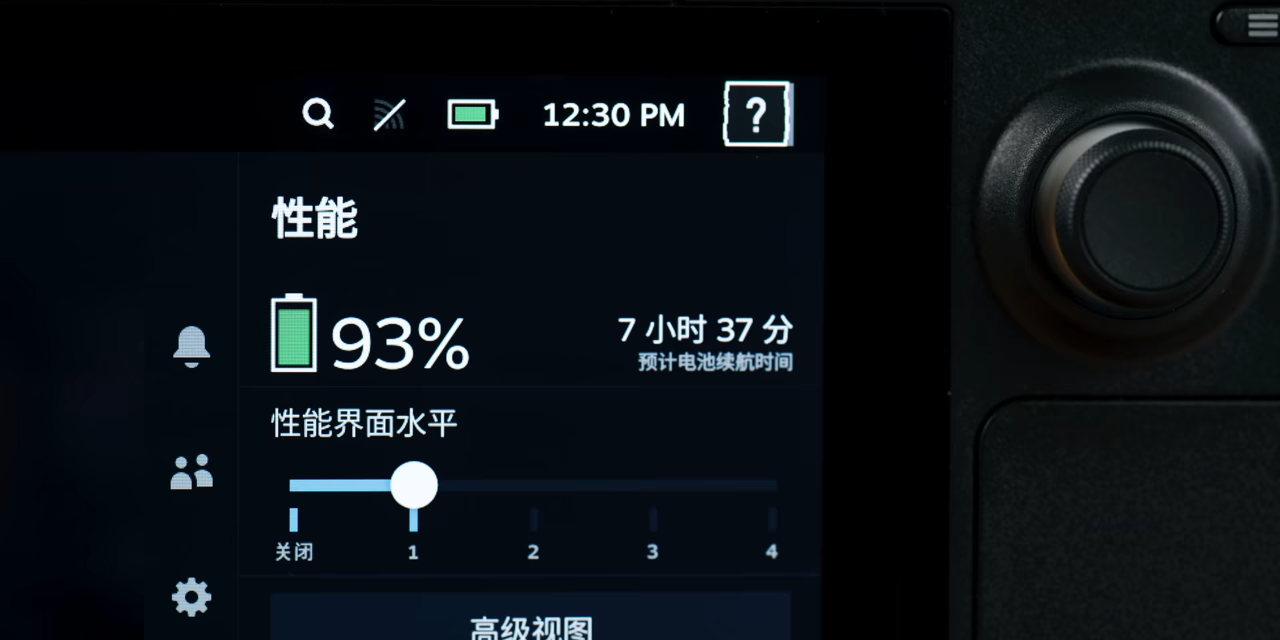 12:30 PM ?
性能
93%
7 小时 37 分
预计电池续航时间
性能界面水平
关闭 1 2 3 4
高级视图